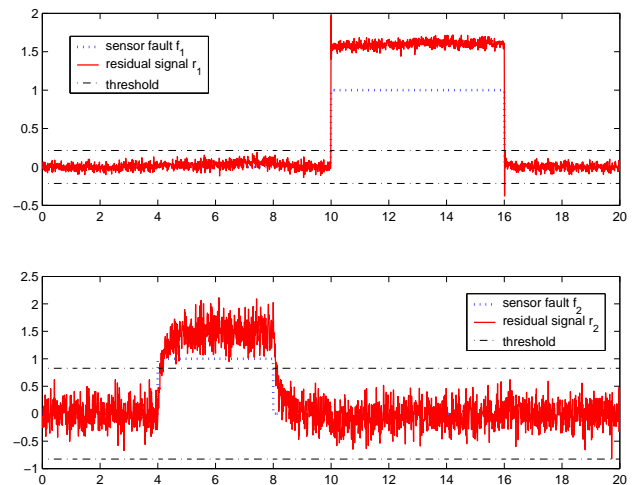 2
1.5
1
0.5
0
-0.5
sensor fault f₁
residual signal r₁
threshold
0 2 4 6 8 10 12 14 16 18 20
2.5
2
1.5
1
0.5
0
-0.5
-1
sensor fault f₂
residual signal r₂
threshold
0 2 4 6 8 10 12 14 16 18 20